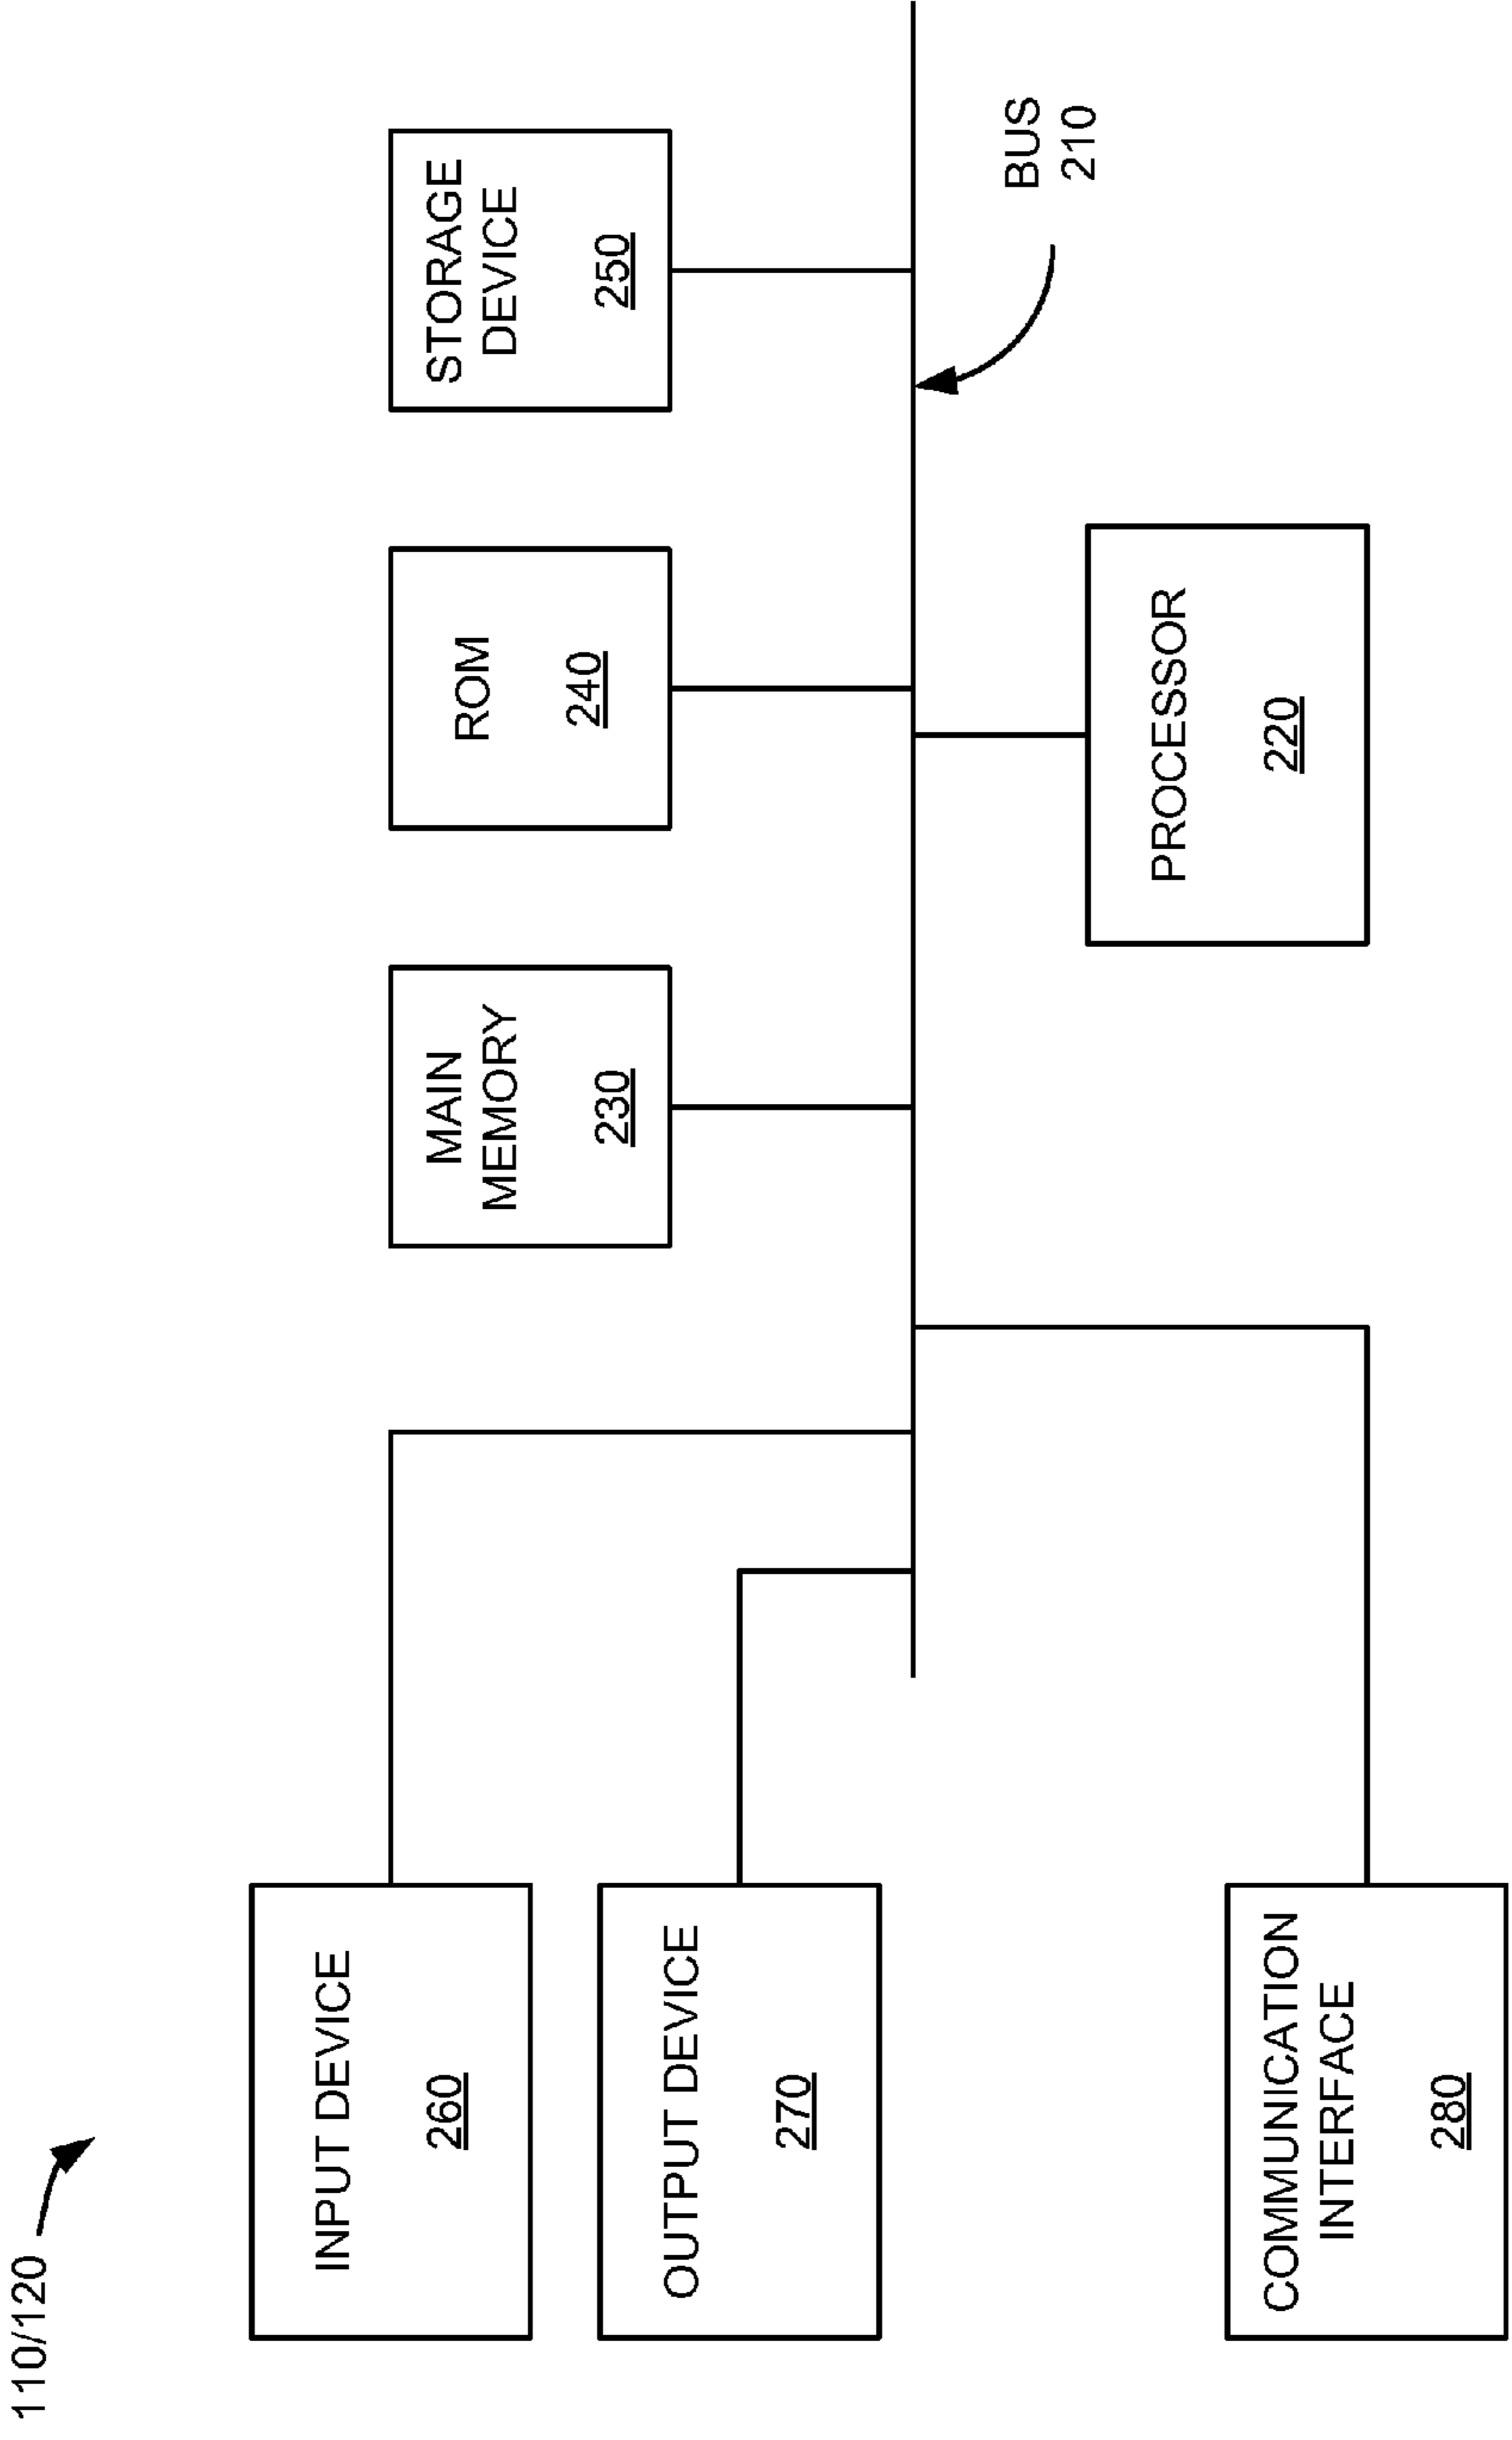 110/120
INPUT DEVICE
260
OUTPUT DEVICE
270
COMMUNICATION
INTERFACE
280
MAIN
MEMORY
230
ROM
240
STORAGE
DEVICE
250
PROCESSOR
220
BUS
210